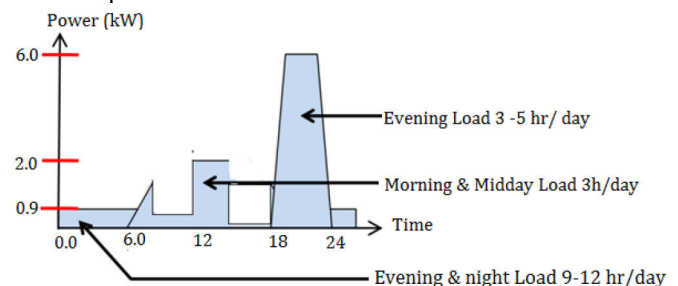 Power (kW)
6.0
Evening Load 3 -5 hr/ day
2.0
Morning & Midday Load 3h/day
0.9
Time
0.0 6.0 12 18 24
Evening & night Load 9-12 hr/day